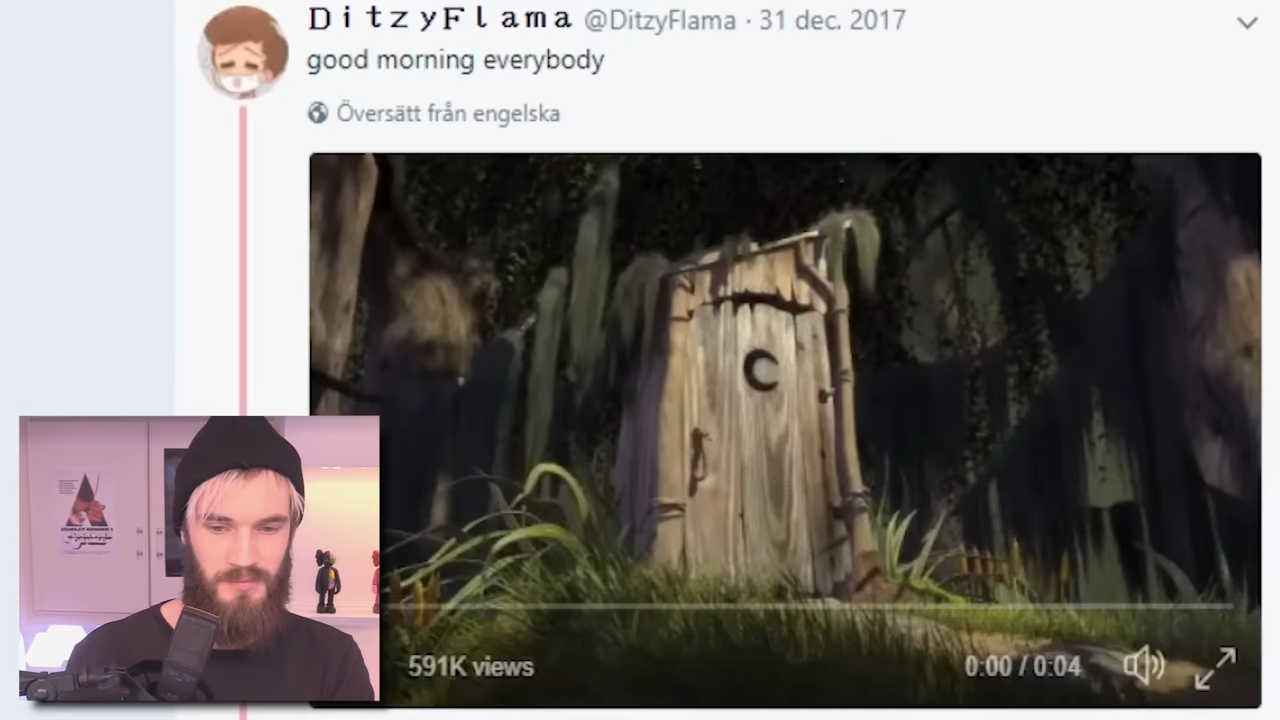 DitzyFlama @DitzyFlama · 31 dec. 2017
good morning everybody
Översätt från engelska
591K views
0:00 / 0:04